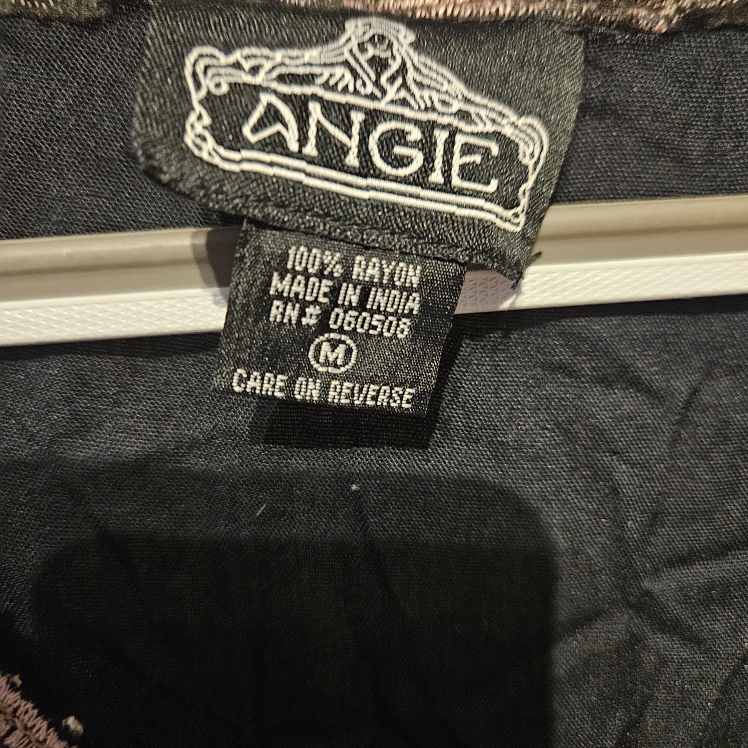 ANGIE
100% RAYON
MADE IN INDIA
RN# 060508
M
CARE ON REVERSE